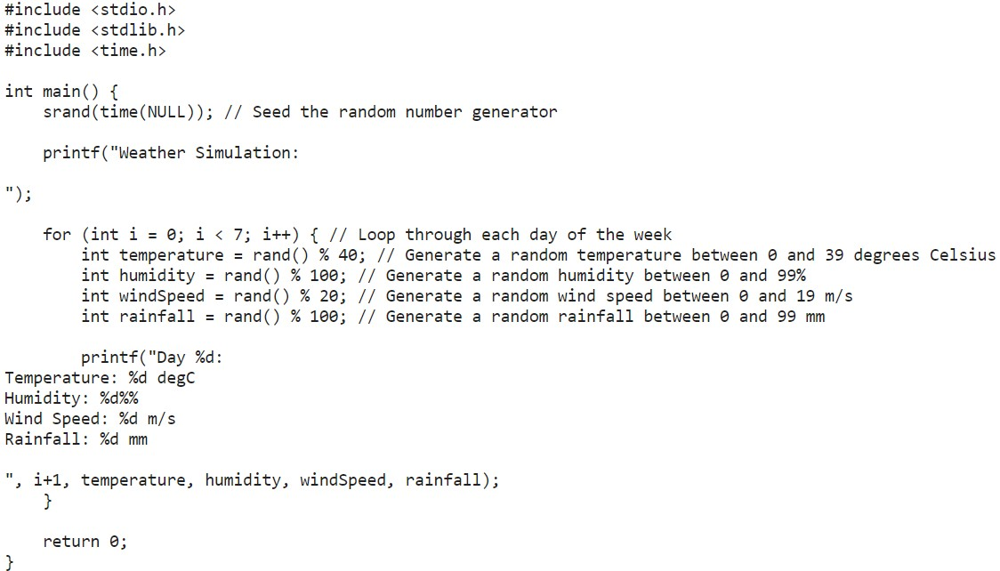 #include <stdio.h>
#include <stdlib.h>
#include <time.h>

int main() {
    srand(time(NULL)); // Seed the random number generator

    printf("Weather Simulation:

");

    for (int i = 0; i < 7; i++) { // Loop through each day of the week
        int temperature = rand() % 40; // Generate a random temperature between 0 and 39 degrees Celsius
        int humidity = rand() % 100; // Generate a random humidity between 0 and 99%
        int windSpeed = rand() % 20; // Generate a random wind speed between 0 and 19 m/s
        int rainfall = rand() % 100; // Generate a random rainfall between 0 and 99 mm

        printf("Day %d:
Temperature: %d degC
Humidity: %d%%
Wind Speed: %d m/s
Rainfall: %d mm

", i+1, temperature, humidity, windSpeed, rainfall);
    }

    return 0;
}